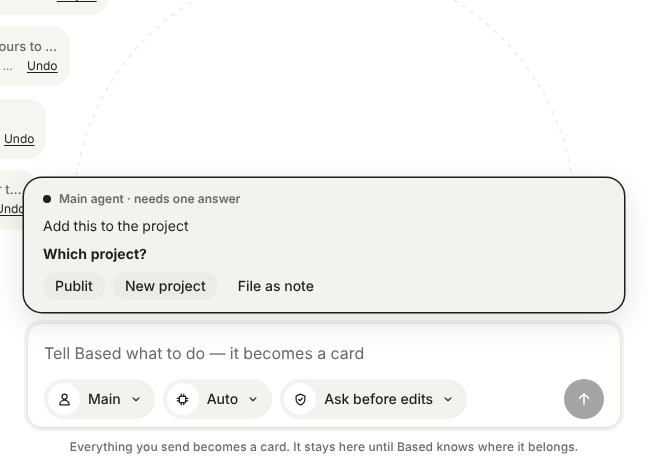 ours to ...
... Undo
Undo
r t...
Undo
Main agent · needs one answer
Add this to the project
Which project?
Publit New project File as note
Tell Based what to do — it becomes a card
Main Auto Ask before edits
Everything you send becomes a card. It stays here until Based knows where it belongs.